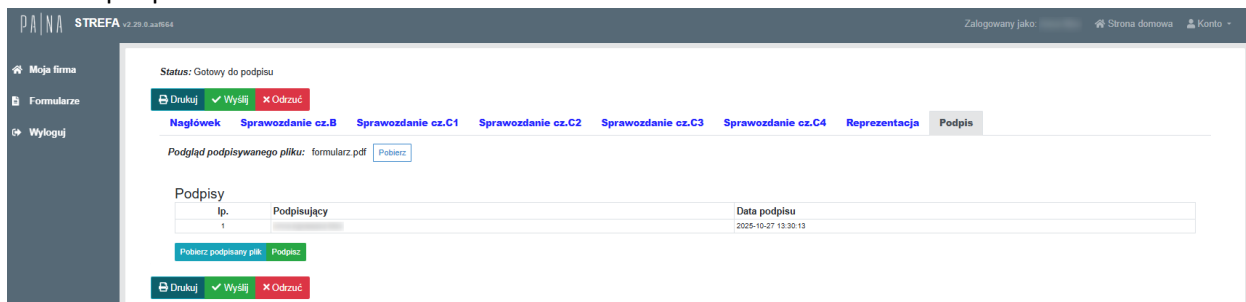 PA|NA STREFA v2.29.0.aaf664
Zalogowany jako: Strona domowa Konto
Moja firma
Formularze
Wyloguj
Status: Gotowy do podpisu
Drukuj Wyślij Odrzuć
Nagłówek Sprawozdanie cz.B Sprawozdanie cz.C1 Sprawozdanie cz.C2 Sprawozdanie cz.C3 Sprawozdanie cz.C4 Reprezentacja Podpis
Podgląd podpisywanego pliku: formularz.pdf Pobierz
Podpisy
lp. Podpisujący Data podpisu
1 2025-10-27 13:30:13
Pobierz podpisany plik Podpisz
Drukuj Wyślij Odrzuć